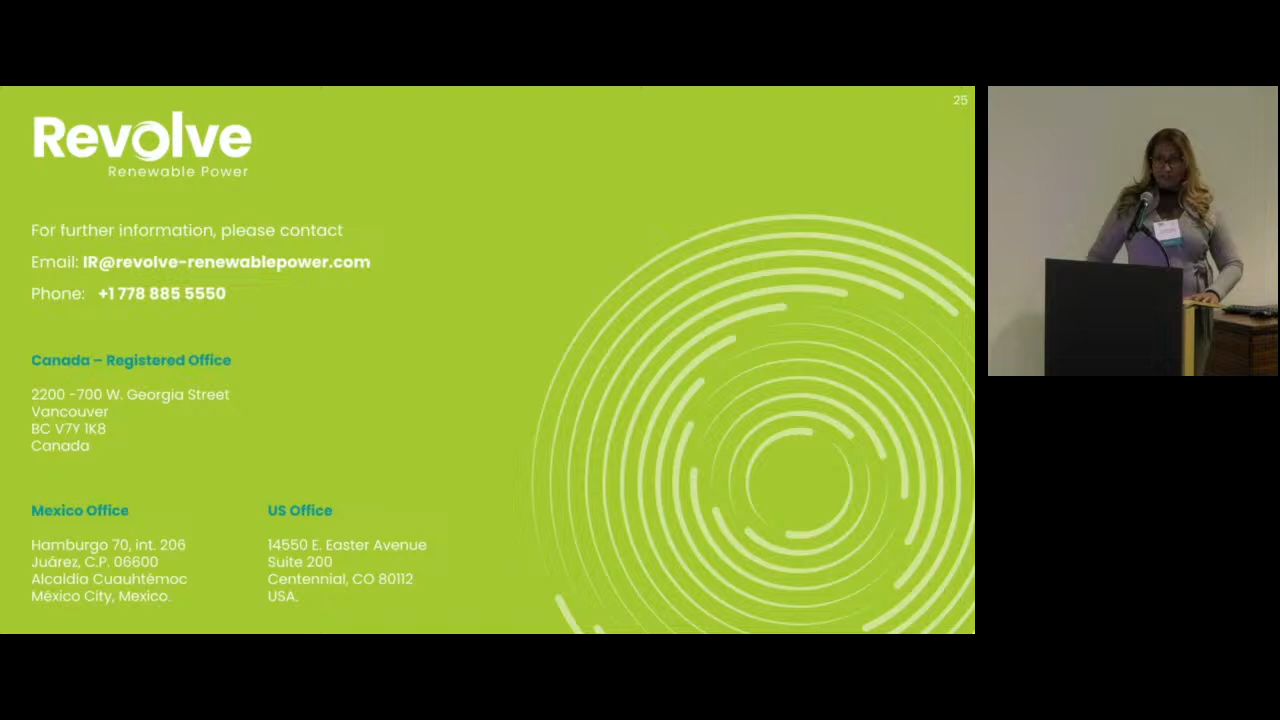 25
Revolve
Renewable Power
For further information, please contact
Email: IR@revolve-renewablepower.com
Phone: +1 778 885 5550
Canada – Registered Office
2200 -700 W. Georgia Street
Vancouver
BC V7Y 1K8
Canada
Mexico Office
Hamburgo 70, int. 206
Juárez, C.P. 06600
Alcaldía Cuauhtémoc
México City, Mexico.
US Office
14550 E. Easter Avenue
Suite 200
Centennial, CO 80112
USA.